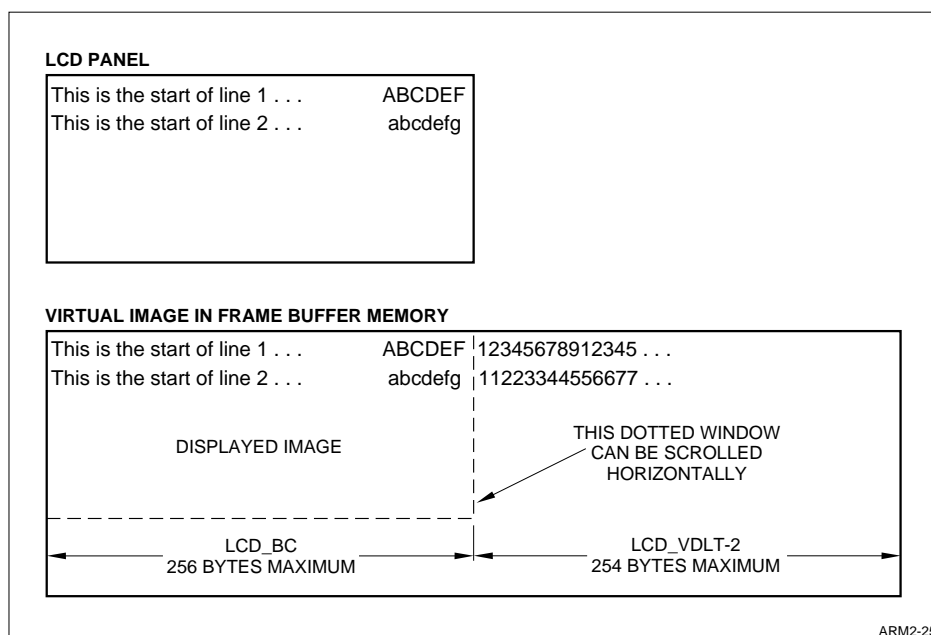 LCD PANEL
This is the start of line 1 . . . ABCDEF
This is the start of line 2 . . . abcdefg
VIRTUAL IMAGE IN FRAME BUFFER MEMORY
This is the start of line 1 . . . ABCDEF 12345678912345 . . .
This is the start of line 2 . . . abcdefg 11223344556677 . . .
DISPLAYED IMAGE
THIS DOTTED WINDOW
CAN BE SCROLLED
HORIZONTALLY
LCD_BC
256 BYTES MAXIMUM
LCD_VDLT-2
254 BYTES MAXIMUM